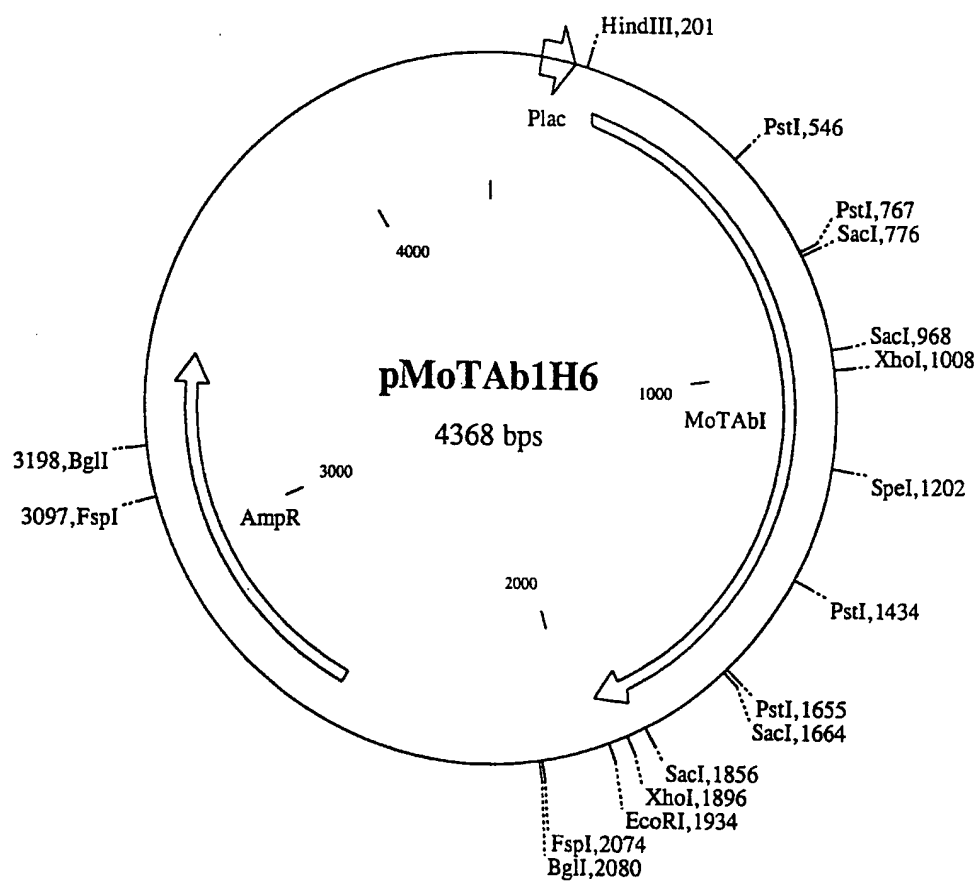 HindIII,201
Plac
PstI,546
PstI,767
SacI,776
4000
SacI,968
XhoI,1008
pMoTAb1H6
1000
MoTAbI
4368 bps
3198,BglI
3000
SpeI,1202
3097,FspI
AmpR
2000
PstI,1434
PstI,1655
SacI,1664
SacI,1856
XhoI,1896
EcoRI,1934
FspI,2074
BglI,2080